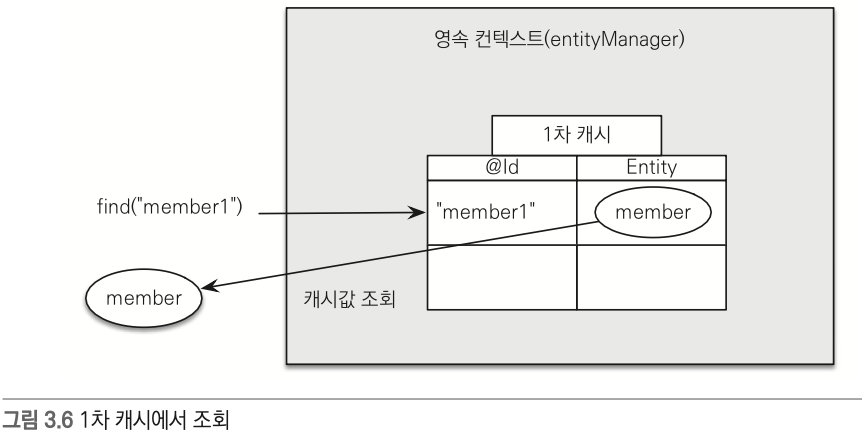 영속 컨텍스트(entityManager)
1차 캐시
@Id Entity
find("member1") "member1" member
member 캐시값 조회
그림 3.6 1차 캐시에서 조회